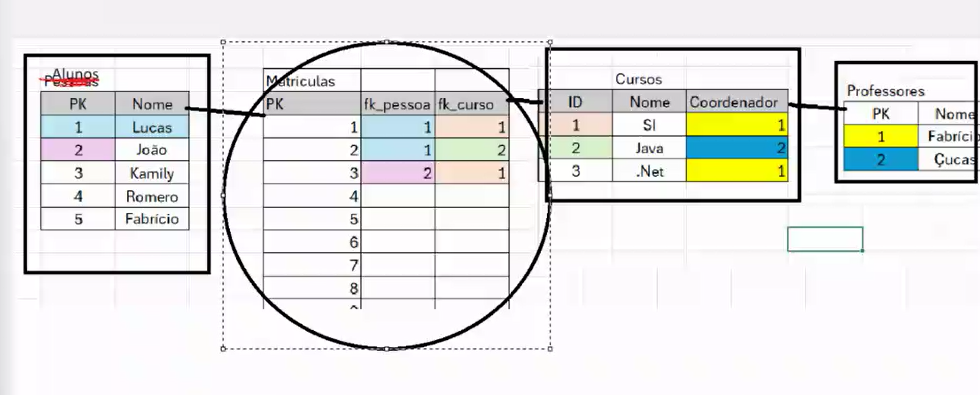 Alunos
Pessoas
PK Nome
1 Lucas
2 João
3 Kamily
4 Romero
5 Fabrício
Matriculas
PK fk_pessoa fk_curso
1 1 1
2 1 2
3 2 1
4
5
6
7
8
Cursos
ID Nome Coordenador
1 SI 1
2 Java 2
3 .Net 1
Professores
PK Nome
1 Fabríci
2 Çucas